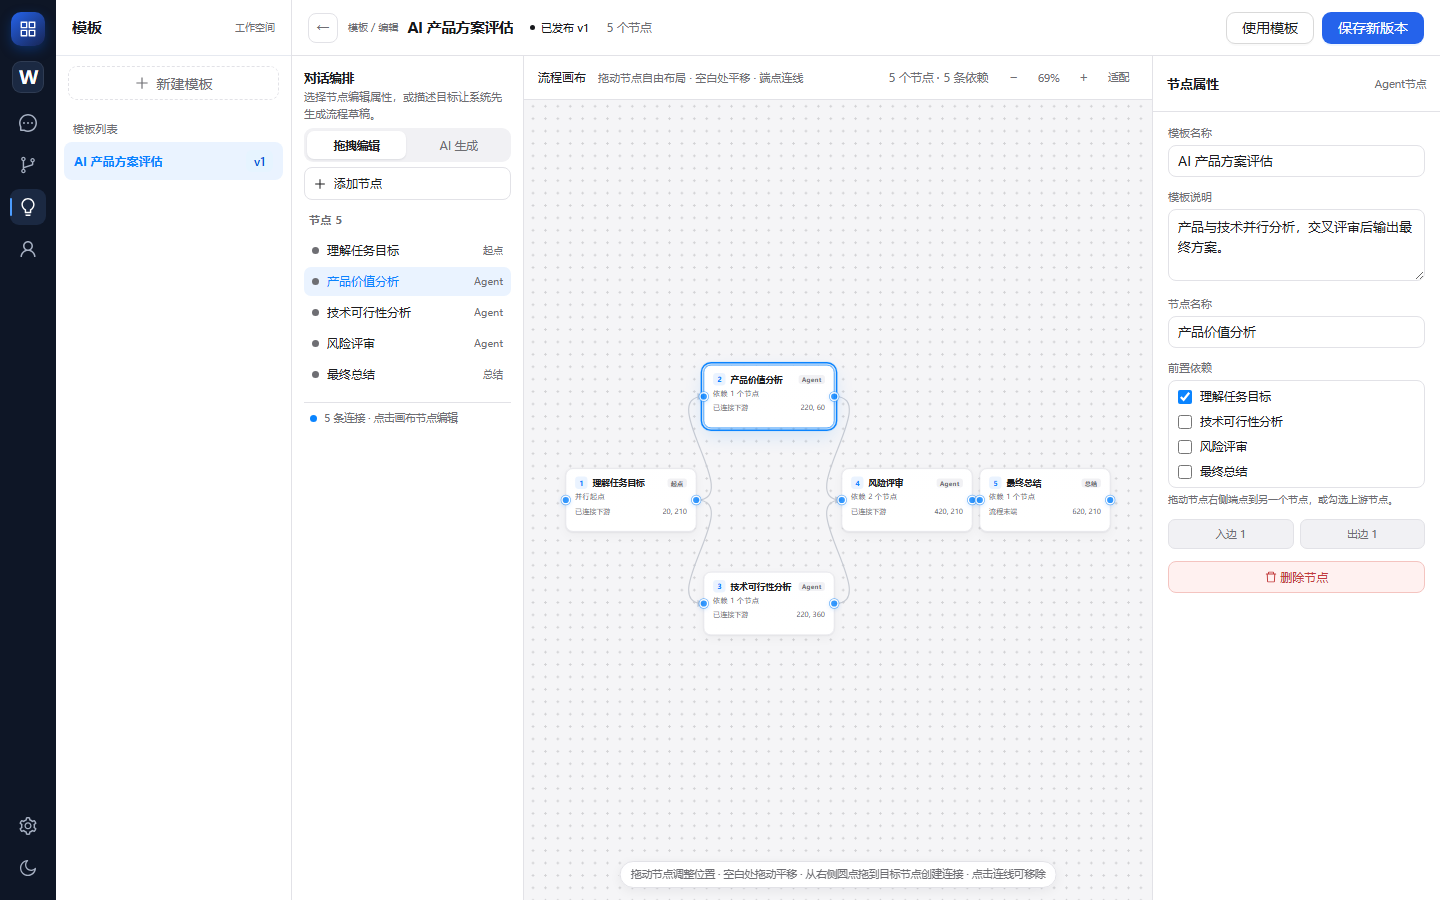 W
模板
工作空间
新建模板
模板列表
AI 产品方案评估 v1
←
模板 / 编辑
AI 产品方案评估
已发布 v1
5 个节点
使用模板
保存新版本
对话编排
选择节点编辑属性，或描述目标让系统先
生成流程草稿。
拖拽编辑
AI 生成
添加节点
节点 5
理解任务目标 起点
产品价值分析 Agent
技术可行性分析 Agent
风险评审 Agent
最终总结 总结
5 条连接 · 点击画布节点编辑
流程画布
拖动节点自由布局 · 空白处平移 · 端点连线
5 个节点 · 5 条依赖
−
69%
+
适配
2 产品价值分析 Agent
依赖 1 个节点
已连接下游 220, 60
1 理解任务目标 起点
并行起点
已连接下游 20, 210
4 风险评审 Agent
依赖 2 个节点
已连接下游 420, 210
5 最终总结 总结
依赖 1 个节点
流程末端 620, 210
3 技术可行性分析 Agent
依赖 1 个节点
已连接下游 220, 360
拖动节点调整位置 · 空白处拖动平移 · 从右侧圆点拖到目标节点创建连接 · 点击连线可移除
节点属性
Agent节点
模板名称
AI 产品方案评估
模板说明
产品与技术并行分析，交叉评审后输出最
终方案。
节点名称
产品价值分析
前置依赖
理解任务目标
技术可行性分析
风险评审
最终总结
拖动节点右侧端点到另一个节点，或勾选上游节点。
入边 1
出边 1
删除节点